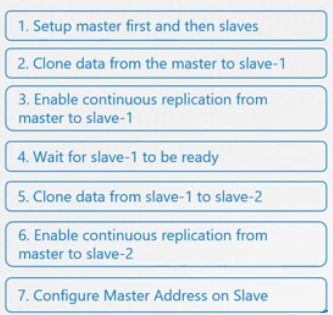 1. Setup master first and then slaves
2. Clone data from the master to slave-1
3. Enable continuous replication from
master to slave-1
4. Wait for slave-1 to be ready
5. Clone data from slave-1 to slave-2
6. Enable continuous replication from
master to slave-2
7. Configure Master Address on Slave